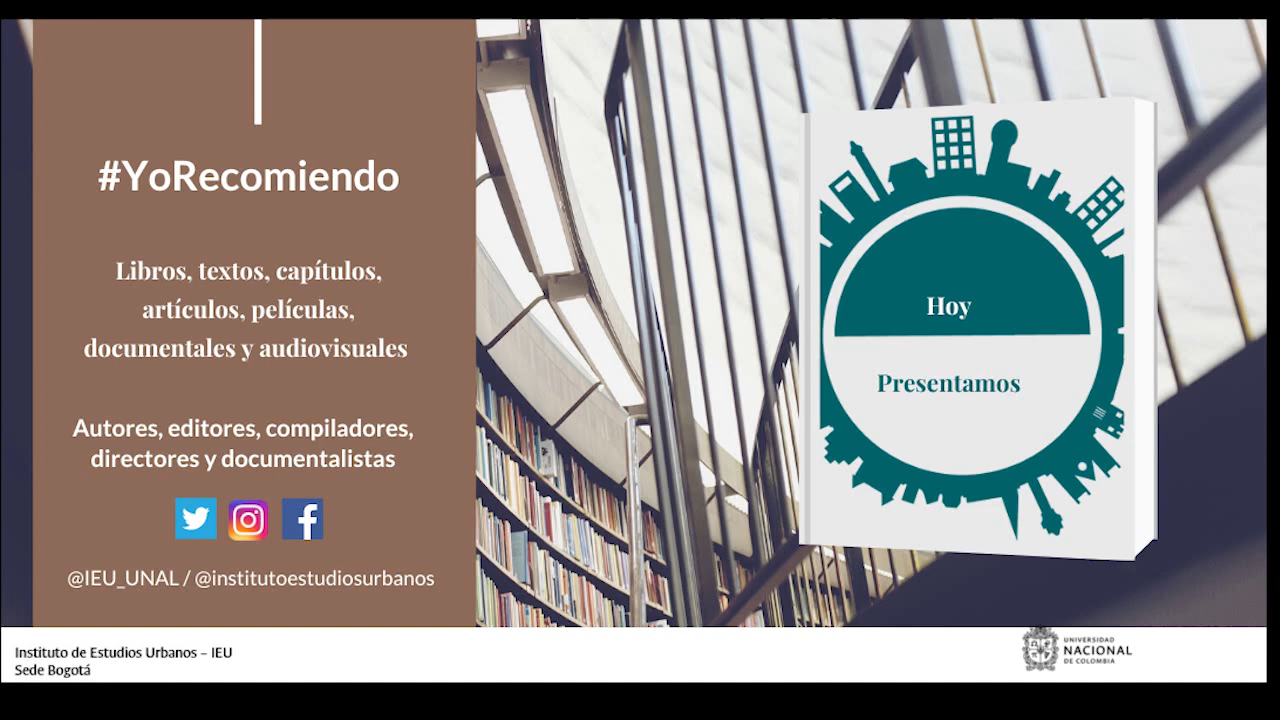 #YoRecomiendo
Libros, textos, capítulos,
artículos, películas,
documentales y audiovisuales
Autores, editores, compiladores,
directores y documentalistas
@IEU_UNAL / @institutoestudiosurbanos
Hoy
Presentamos
Instituto de Estudios Urbanos – IEU
Sede Bogotá
UNIVERSIDAD
NACIONAL
DE COLOMBIA